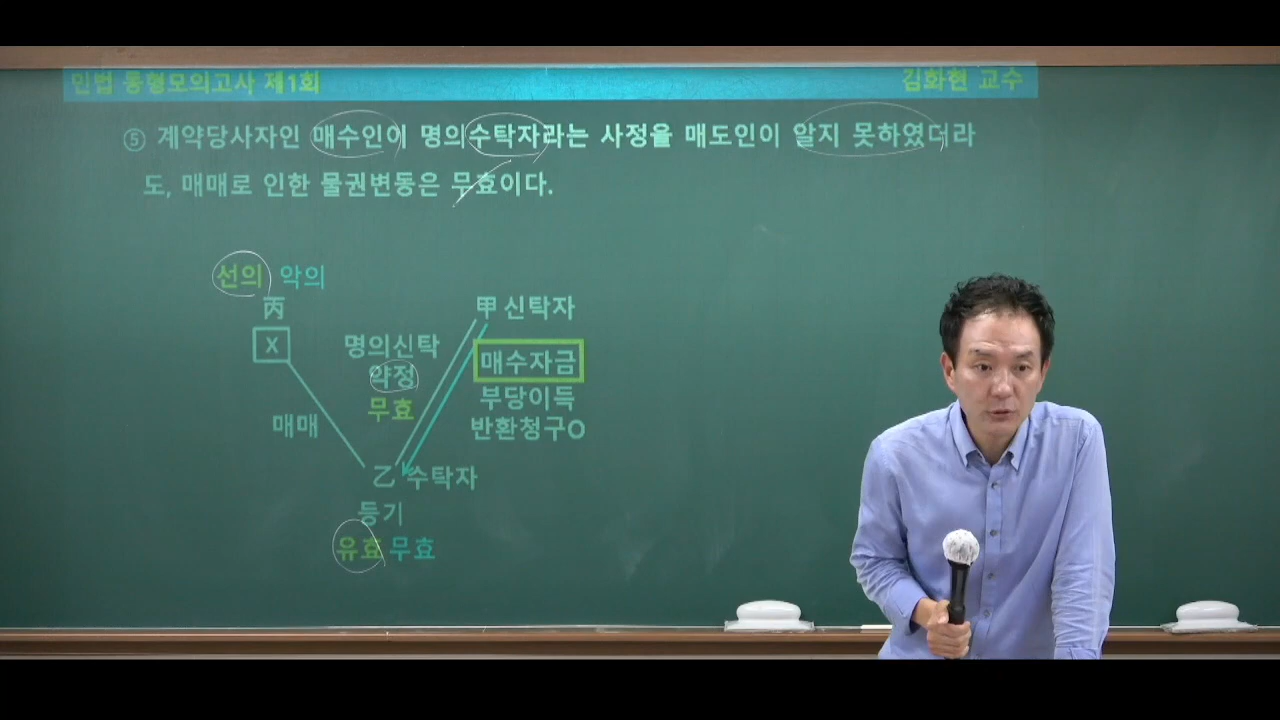 민법 동형모의고사 제1회
김화현 교수
⑤ 계약당사자인 매수인이 명의수탁자라는 사정을 매도인이 알지 못하였더라
도, 매매로 인한 물권변동은 무효이다.
선의 악의
丙
X
매매
명의신탁
약정
무효
甲 신탁자
매수자금
부당이득
반환청구O
乙 수탁자
등기
유효 무효